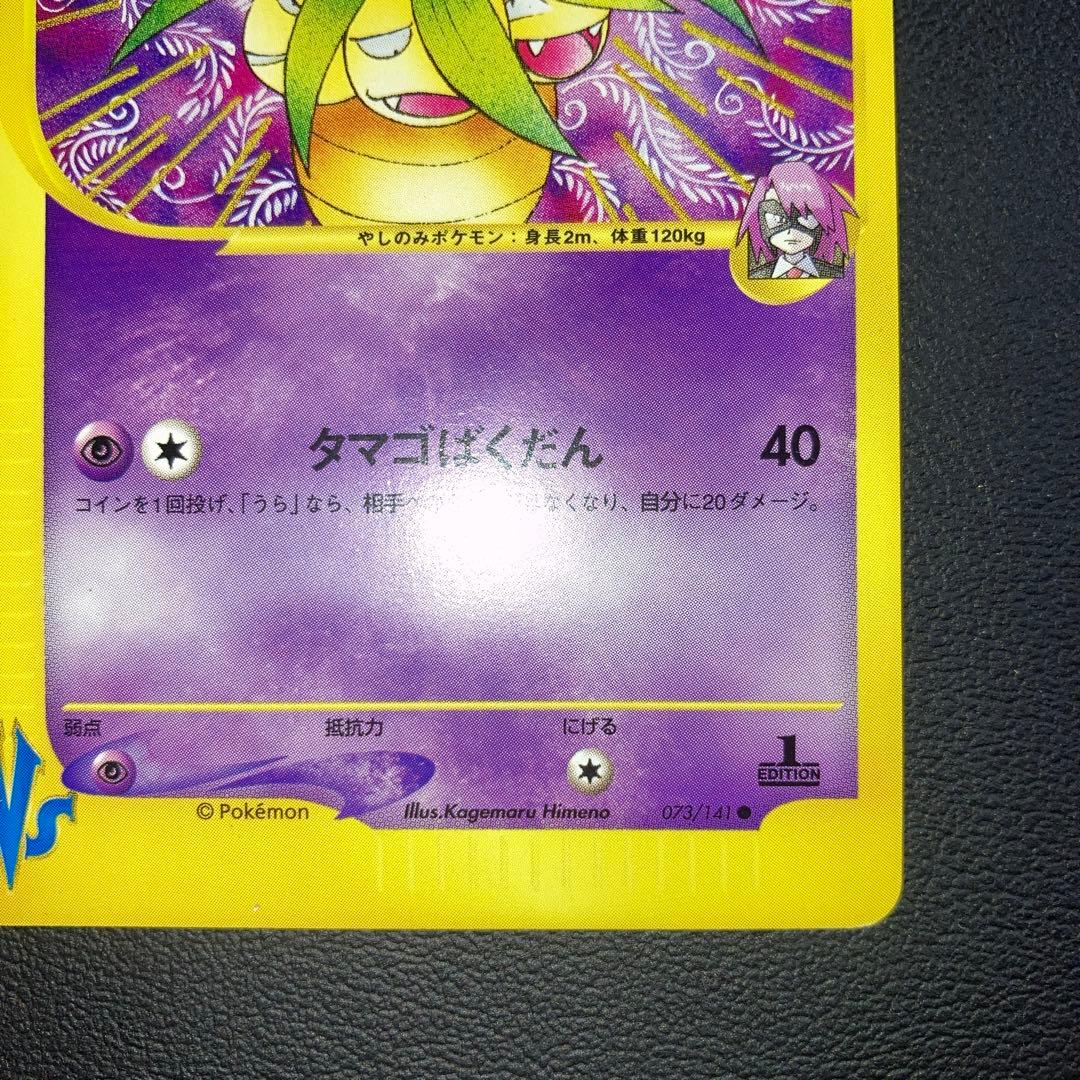 やしのみポケモン：身長2m、体重120kg
タマゴばくだん 40
コインを1回投げ、「うら」なら、相手 なくなり、自分に20ダメージ。
弱点 抵抗力 にげる
1
EDITION
© Pokémon Illus.Kagemaru Himeno 073/141 ●
Vs